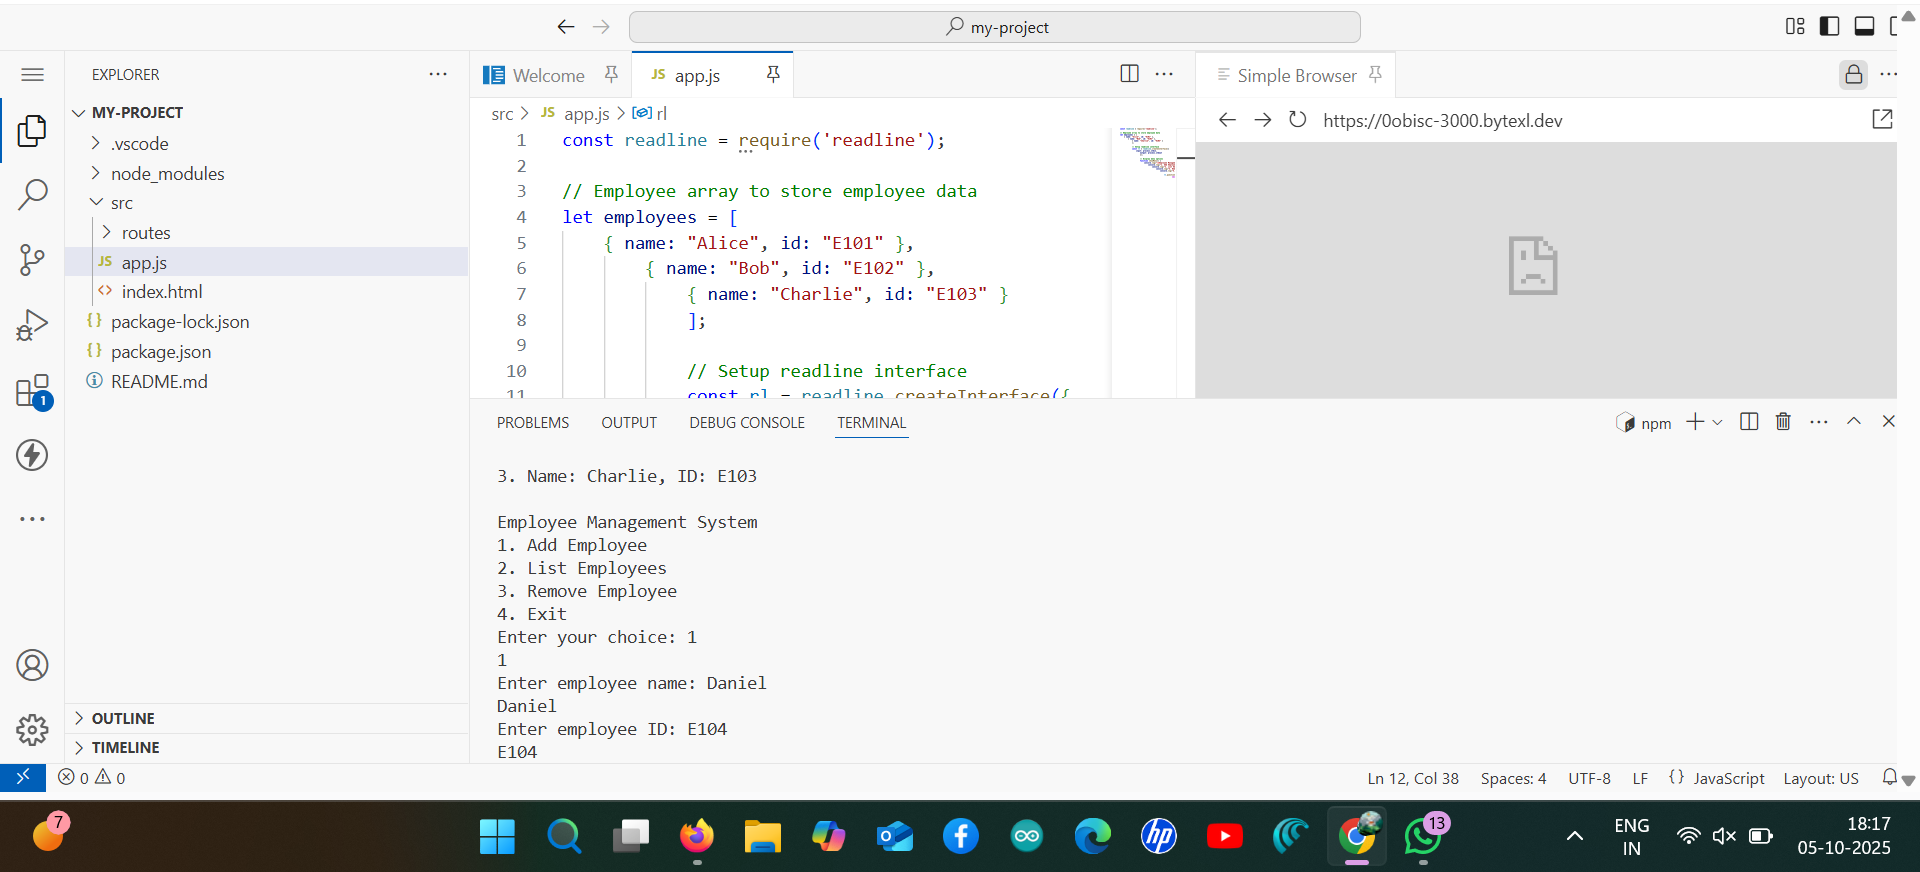 my-project
EXPLORER
MY-PROJECT
.vscode
node_modules
src
routes
JS app.js
<> index.html
{} package-lock.json
{} package.json
README.md
OUTLINE
TIMELINE
1
Welcome
JS app.js
src > JS app.js > rl
1 const readline = require('readline');
2
3 // Employee array to store employee data
4 let employees = [
5 { name: "Alice", id: "E101" },
6 { name: "Bob", id: "E102" },
7 { name: "Charlie", id: "E103" }
8 ];
9
10 // Setup readline interface
11 const rl = readline.createInterface({
Simple Browser
https://0obisc-3000.bytexl.dev
PROBLEMS OUTPUT DEBUG CONSOLE TERMINAL
npm
3. Name: Charlie, ID: E103
Employee Management System
1. Add Employee
2. List Employees
3. Remove Employee
4. Exit
Enter your choice: 1
1
Enter employee name: Daniel
Daniel
Enter employee ID: E104
E104
0 0
Ln 12, Col 38 Spaces: 4 UTF-8 LF {} JavaScript Layout: US
7
hp
13
ENG
IN
18:17
05-10-2025